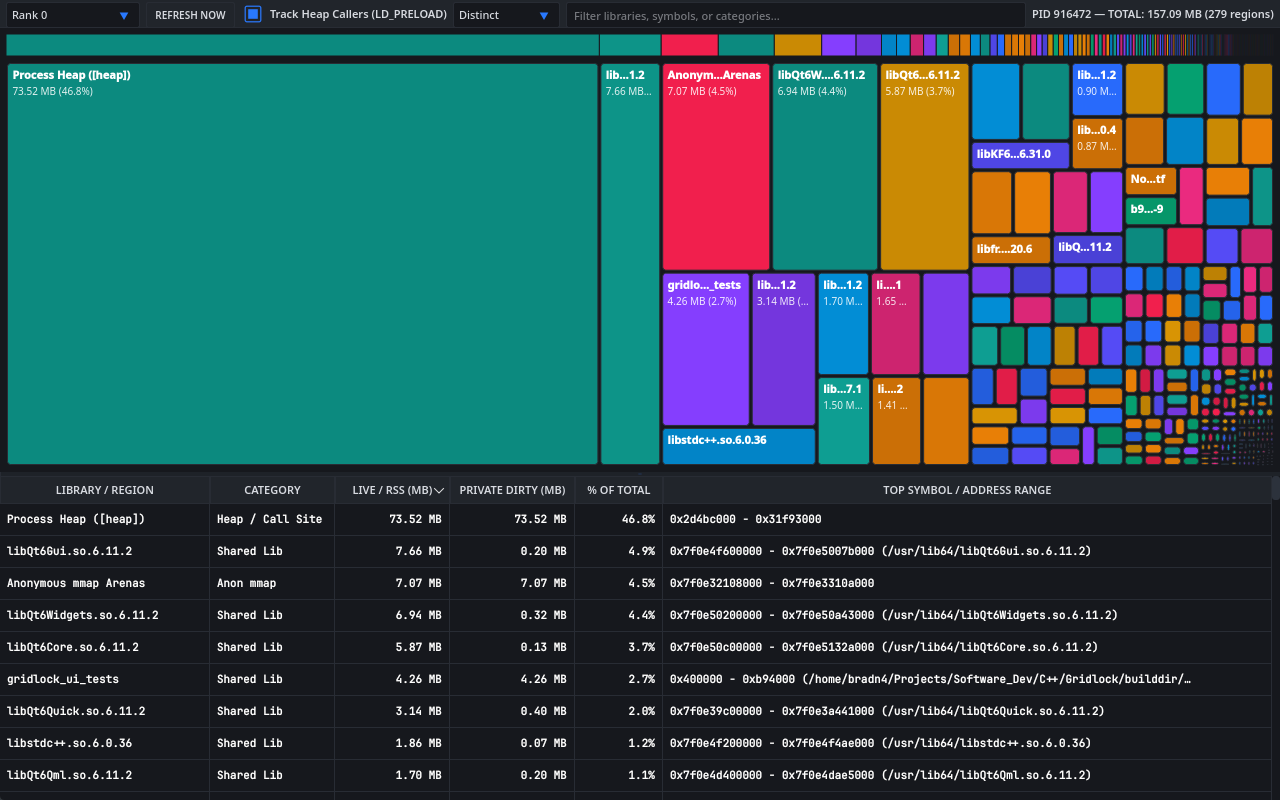 Rank 0
REFRESH NOW
Track Heap Callers (LD_PRELOAD)
Distinct
Filter libraries, symbols, or categories...
PID 916472 — TOTAL: 157.09 MB (279 regions)
Process Heap ([heap])
73.52 MB (46.8%)
lib...1.2
7.66 MB...
Anonym...Arenas
7.07 MB (4.5%)
libQt6W....6.11.2
6.94 MB (4.4%)
libQt6...6.11.2
5.87 MB (3.7%)
lib...1.2
0.90 M...
lib...0.4
0.87 M...
libKF6...6.31.0
No...tf
b9...-9
libfr....20.6
libQ...11.2
gridlo..._tests
4.26 MB (2.7%)
lib...1.2
3.14 MB (...
lib...1.2
1.70 M...
li....1
1.65 ...
lib...7.1
1.50 M...
li....2
1.41 ...
libstdc++.so.6.0.36
LIBRARY / REGION CATEGORY LIVE / RSS (MB) PRIVATE DIRTY (MB) % OF TOTAL TOP SYMBOL / ADDRESS RANGE
Process Heap ([heap]) Heap / Call Site 73.52 MB 73.52 MB 46.8% 0x2d4bc000 - 0x31f93000
libQt6Gui.so.6.11.2 Shared Lib 7.66 MB 0.20 MB 4.9% 0x7f0e4f600000 - 0x7f0e5007b000 (/usr/lib64/libQt6Gui.so.6.11.2)
Anonymous mmap Arenas Anon mmap 7.07 MB 7.07 MB 4.5% 0x7f0e32108000 - 0x7f0e3310a000
libQt6Widgets.so.6.11.2 Shared Lib 6.94 MB 0.32 MB 4.4% 0x7f0e50200000 - 0x7f0e50a43000 (/usr/lib64/libQt6Widgets.so.6.11.2)
libQt6Core.so.6.11.2 Shared Lib 5.87 MB 0.13 MB 3.7% 0x7f0e50c00000 - 0x7f0e5132a000 (/usr/lib64/libQt6Core.so.6.11.2)
gridlock_ui_tests Shared Lib 4.26 MB 4.26 MB 2.7% 0x400000 - 0xb94000 (/home/bradn4/Projects/Software_Dev/C++/Gridlock/builddir/…
libQt6Quick.so.6.11.2 Shared Lib 3.14 MB 0.40 MB 2.0% 0x7f0e39c00000 - 0x7f0e3a441000 (/usr/lib64/libQt6Quick.so.6.11.2)
libstdc++.so.6.0.36 Shared Lib 1.86 MB 0.07 MB 1.2% 0x7f0e4f200000 - 0x7f0e4f4ae000 (/usr/lib64/libstdc++.so.6.0.36)
libQt6Qml.so.6.11.2 Shared Lib 1.70 MB 0.20 MB 1.1% 0x7f0e4d400000 - 0x7f0e4dae5000 (/usr/lib64/libQt6Qml.so.6.11.2)